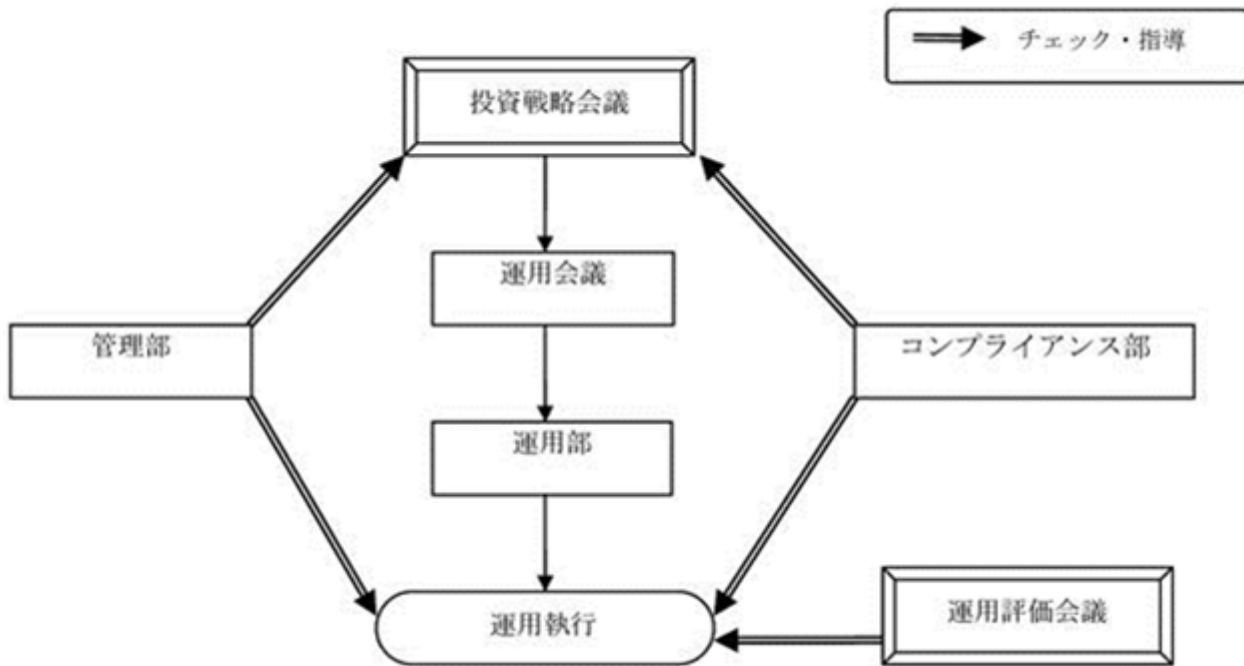 チェック・指導
投資戦略会議
運用会議
管理部
コンプライアンス部
運用部
運用執行
運用評価会議